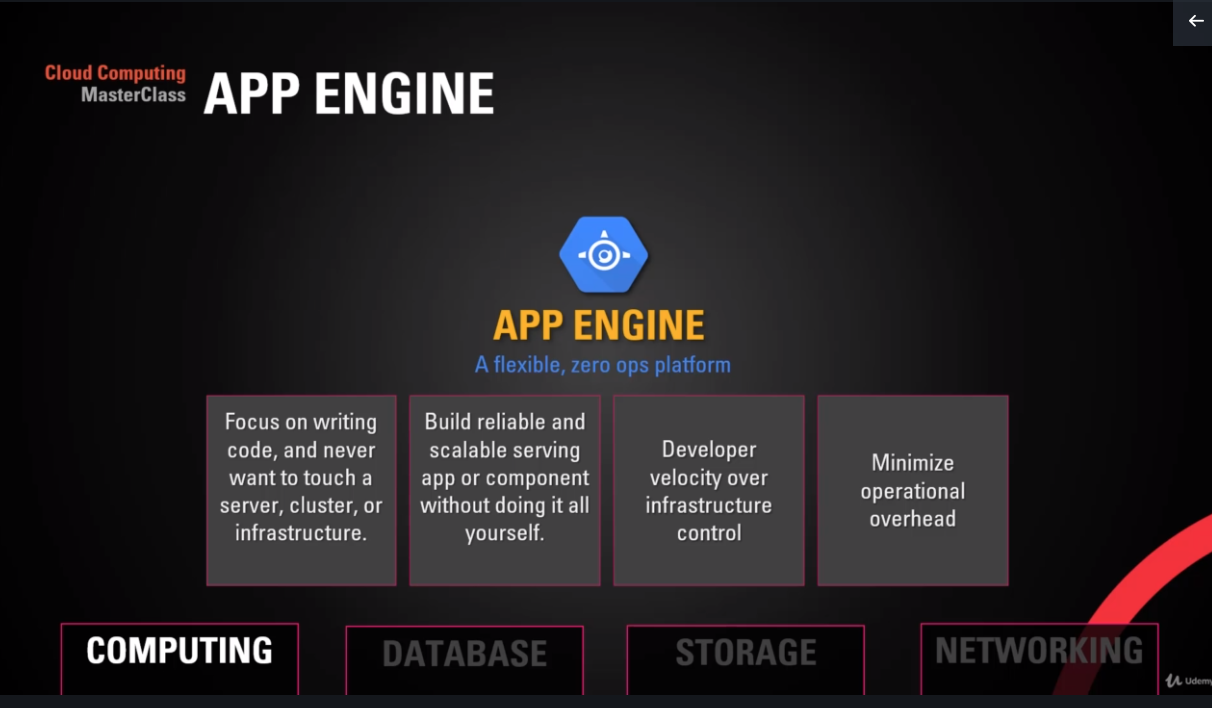 Cloud Computing
MasterClass
APP ENGINE
APP ENGINE
A flexible, zero ops platform
Focus on writing
code, and never
want to touch a
server, cluster, or
infrastructure.
Build reliable and
scalable serving
app or component
without doing it all
yourself.
Developer
velocity over
infrastructure
control
Minimize
operational
overhead
COMPUTING
DATABASE
STORAGE
NETWORKING
Udemy